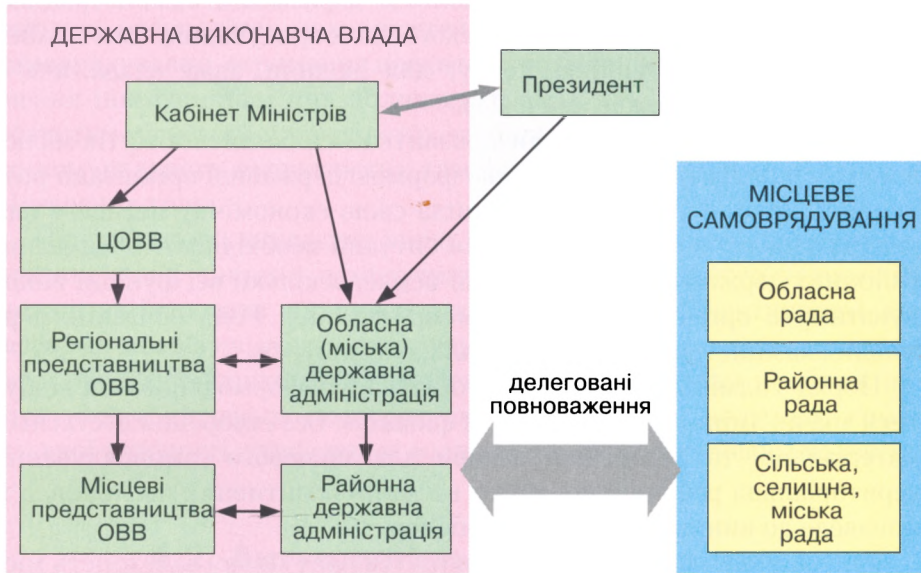 ДЕРЖАВНА ВИКОНАВЧА ВЛАДА
Кабінет Міністрів
Президент
ЦОВВ
Регіональні
представництва
ОВВ
Обласна
(міська)
державна
адміністрація
Місцеві
представництва
ОВВ
Районна
державна
адміністрація
делеговані
повноваження
МІСЦЕВЕ
САМОВРЯДУВАННЯ
Обласна
рада
Районна
рада
Сільська,
селищна,
міська
рада